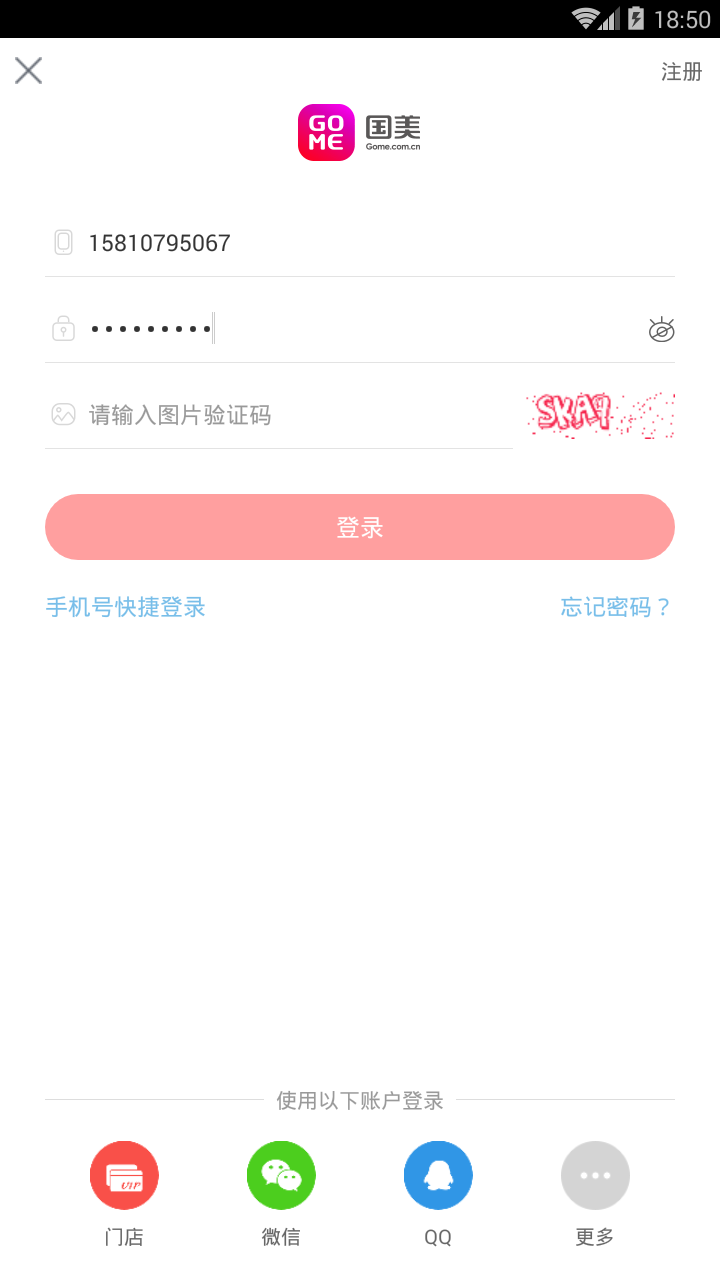 18:50
注册
GO
ME
国美
Gome.com.cn
15810795067
•••••••••
请输入图片验证码
登录
手机号快捷登录
忘记密码？
使用以下账户登录
VIP
门店
微信
QQ
更多